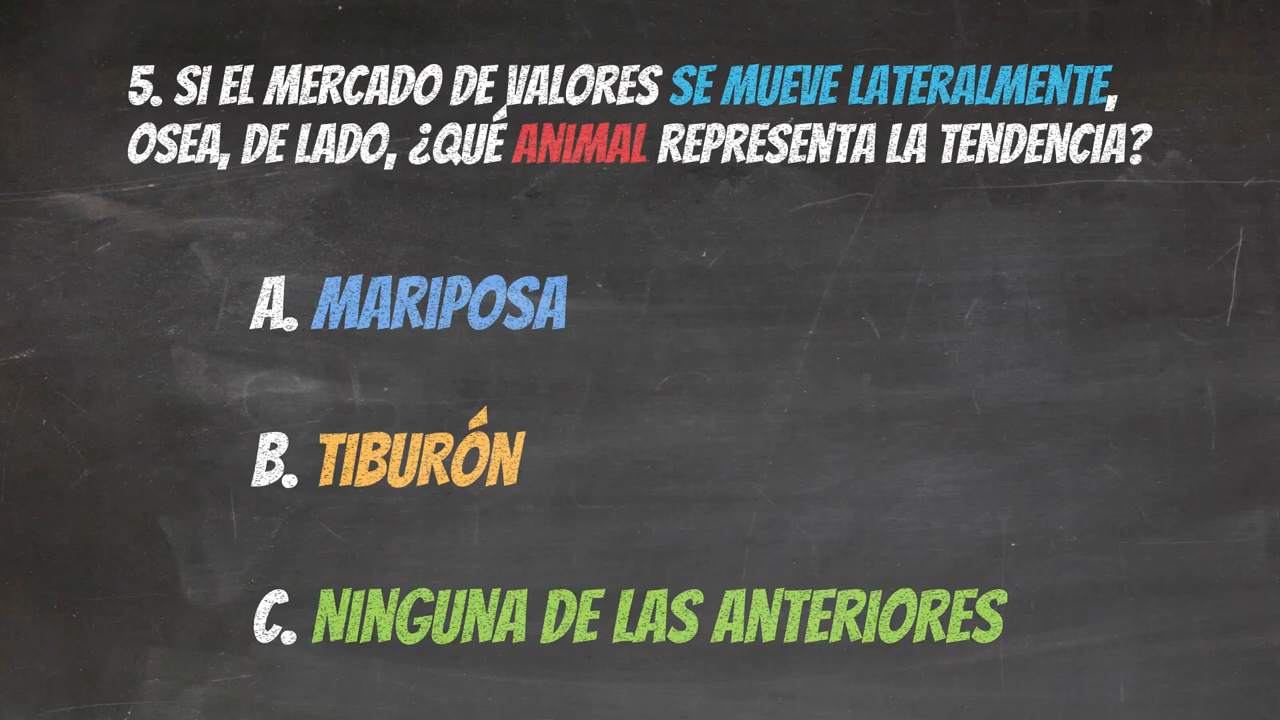 5. SI EL MERCADO DE VALORES SE MUEVE LATERALMENTE,
OSEA, DE LADO, ¿QUÉ ANIMAL REPRESENTA LA TENDENCIA?
A. MARIPOSA
B. TIBURÓN
C. NINGUNA DE LAS ANTERIORES